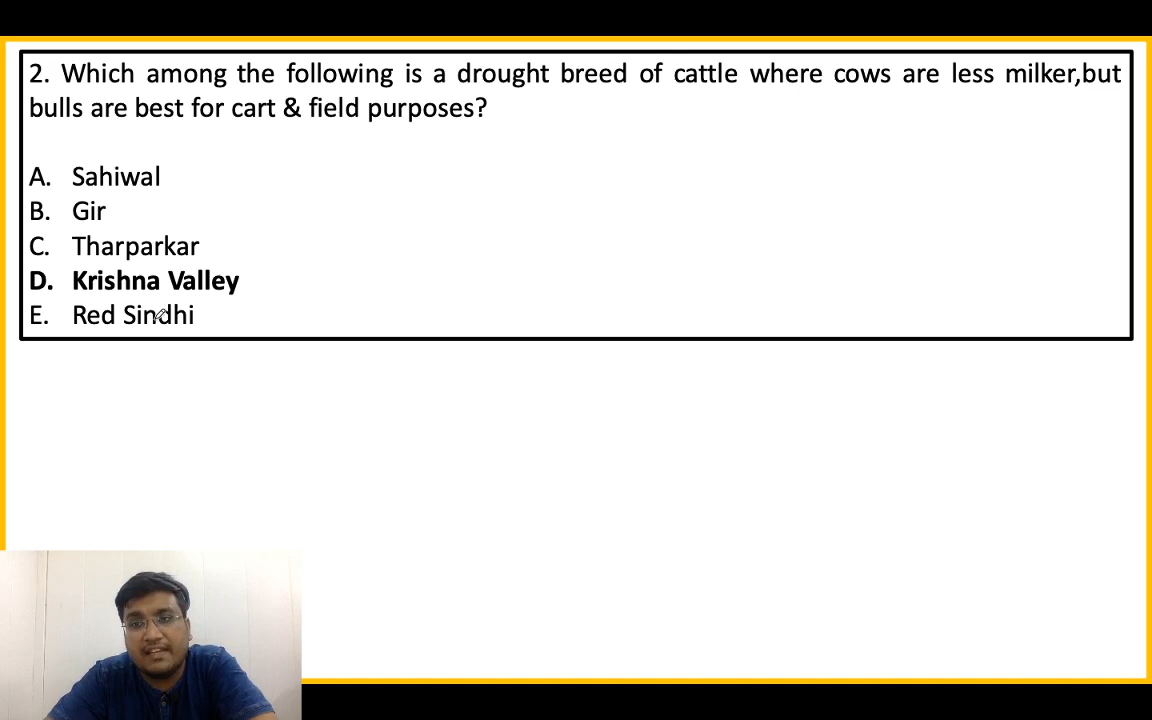 2. Which among the following is a drought breed of cattle where cows are less milker,but
bulls are best for cart & field purposes?
A. Sahiwal
B. Gir
C. Tharparkar
D. Krishna Valley
E. Red Sindhi